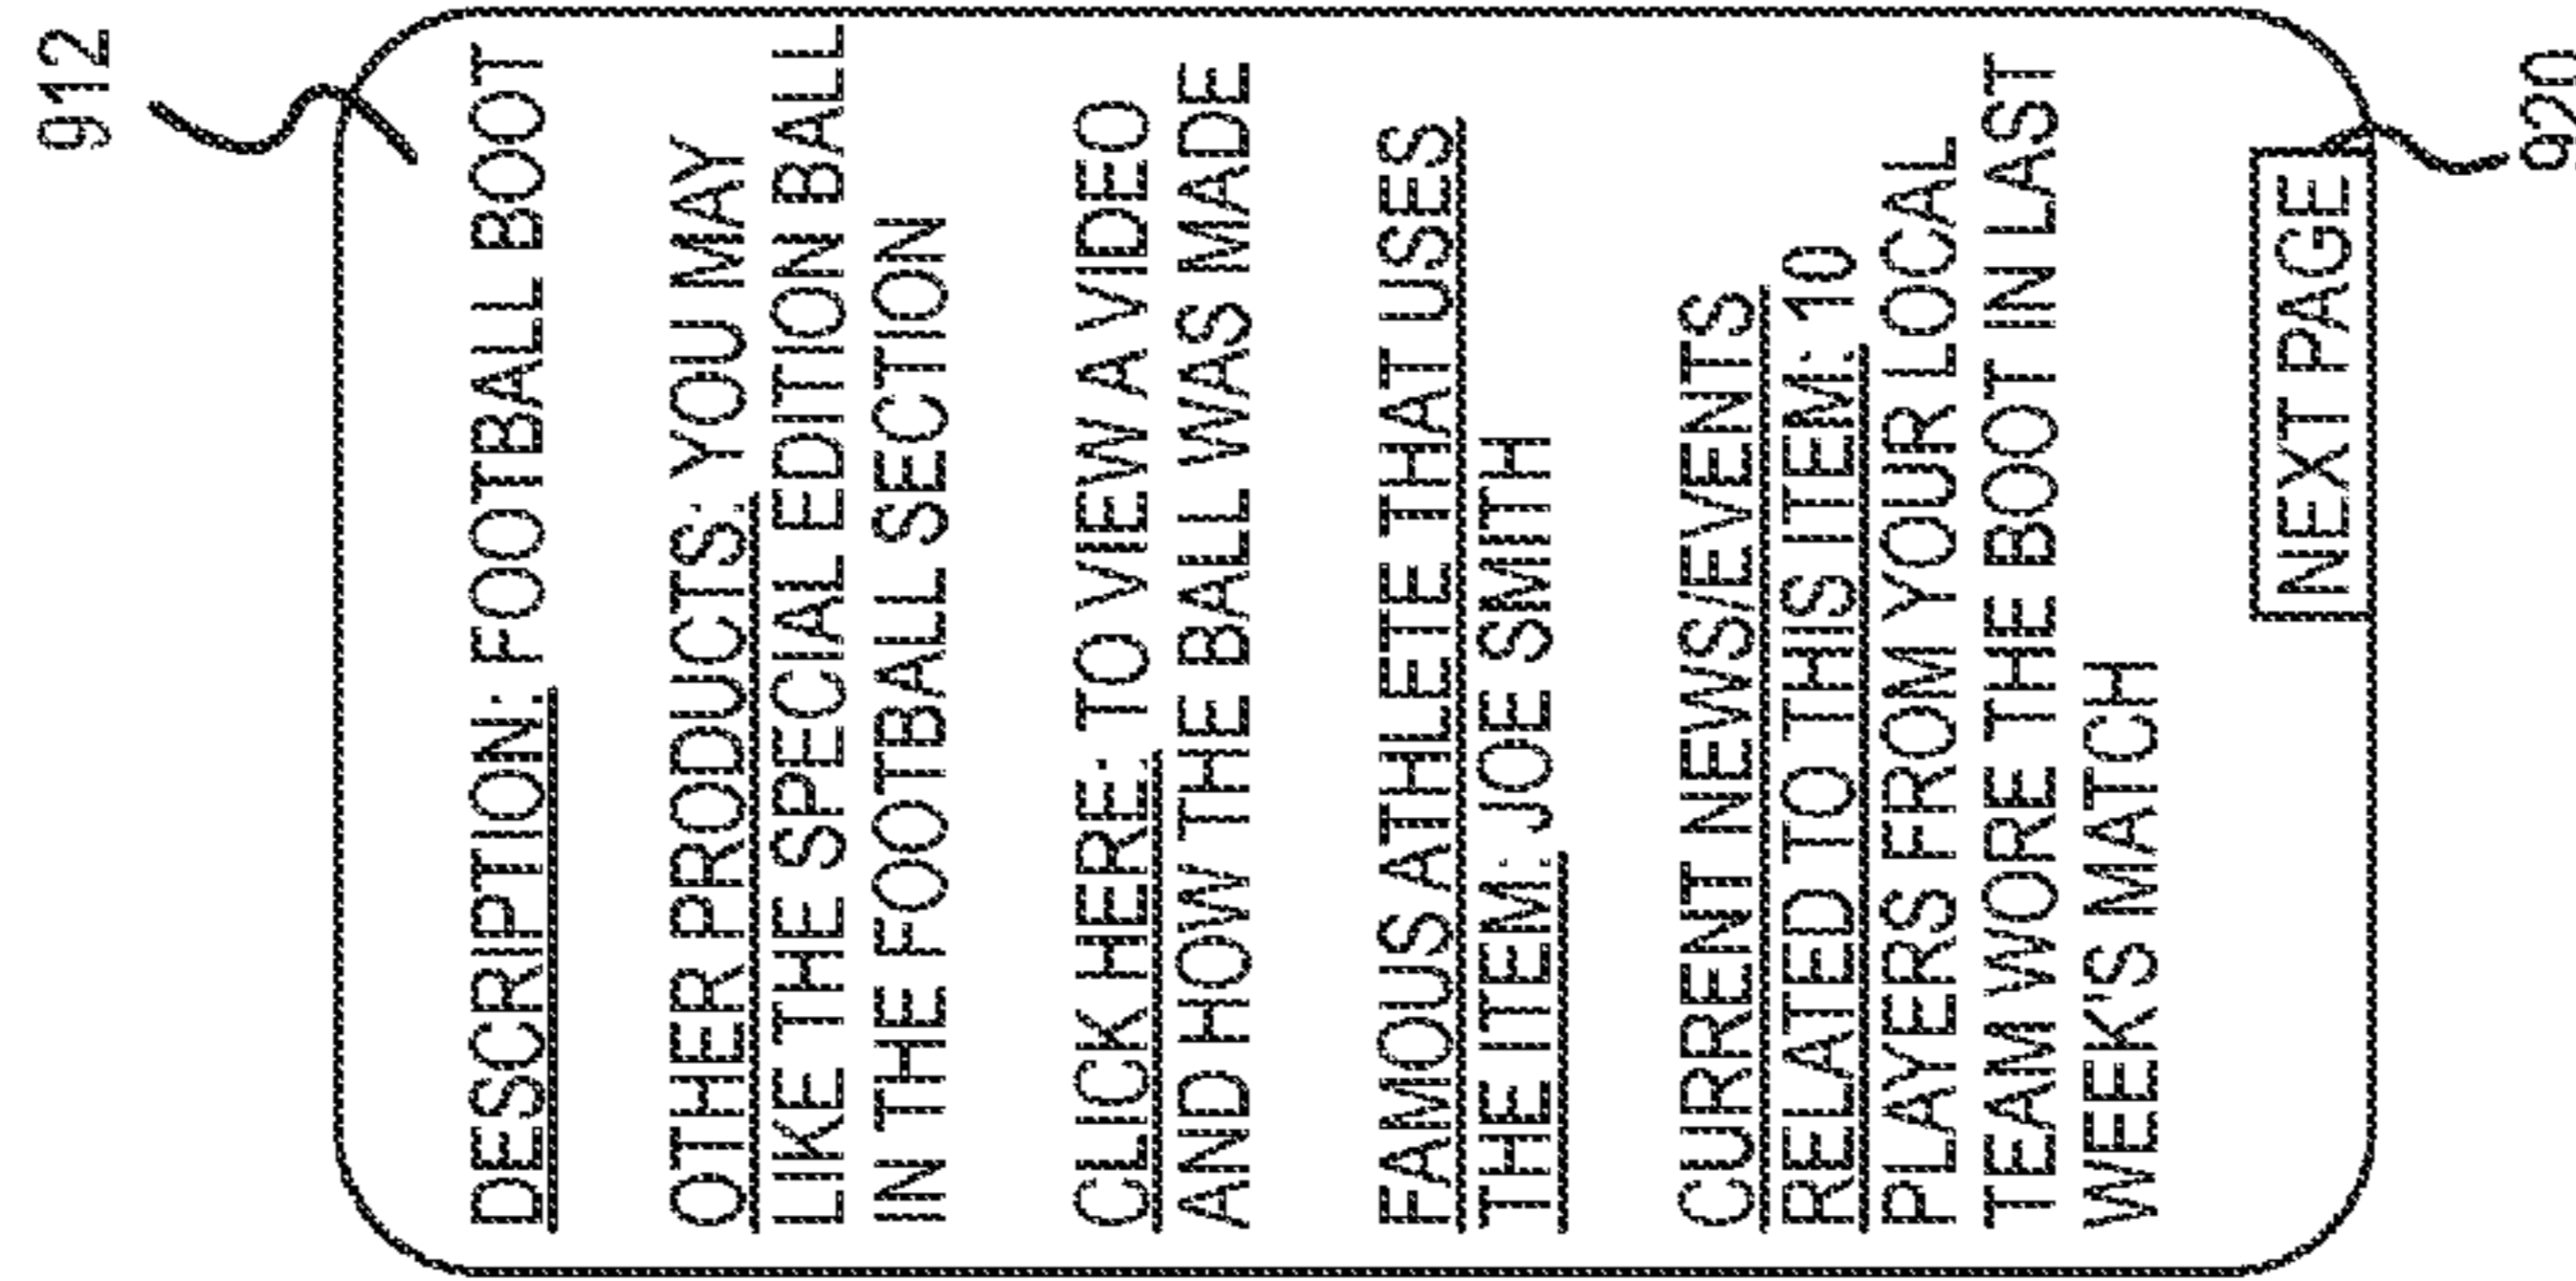 912
DESCRIPTION: FOOTBALL BOOT
OTHER PRODUCTS: YOU MAY
LIKE THE SPECIAL EDITION BALL
IN THE FOOTBALL SECTION
CLICK HERE: TO VIEW A VIDEO
AND HOW THE BALL WAS MADE
FAMOUS ATHLETE THAT USES
THE ITEM: JOE SMITH
CURRENT NEWS/EVENTS
RELATED TO THIS ITEM: 10
PLAYERS FROM YOUR LOCAL
TEAM WORE THE BOOT IN LAST
WEEK'S MATCH
NEXT PAGE
920